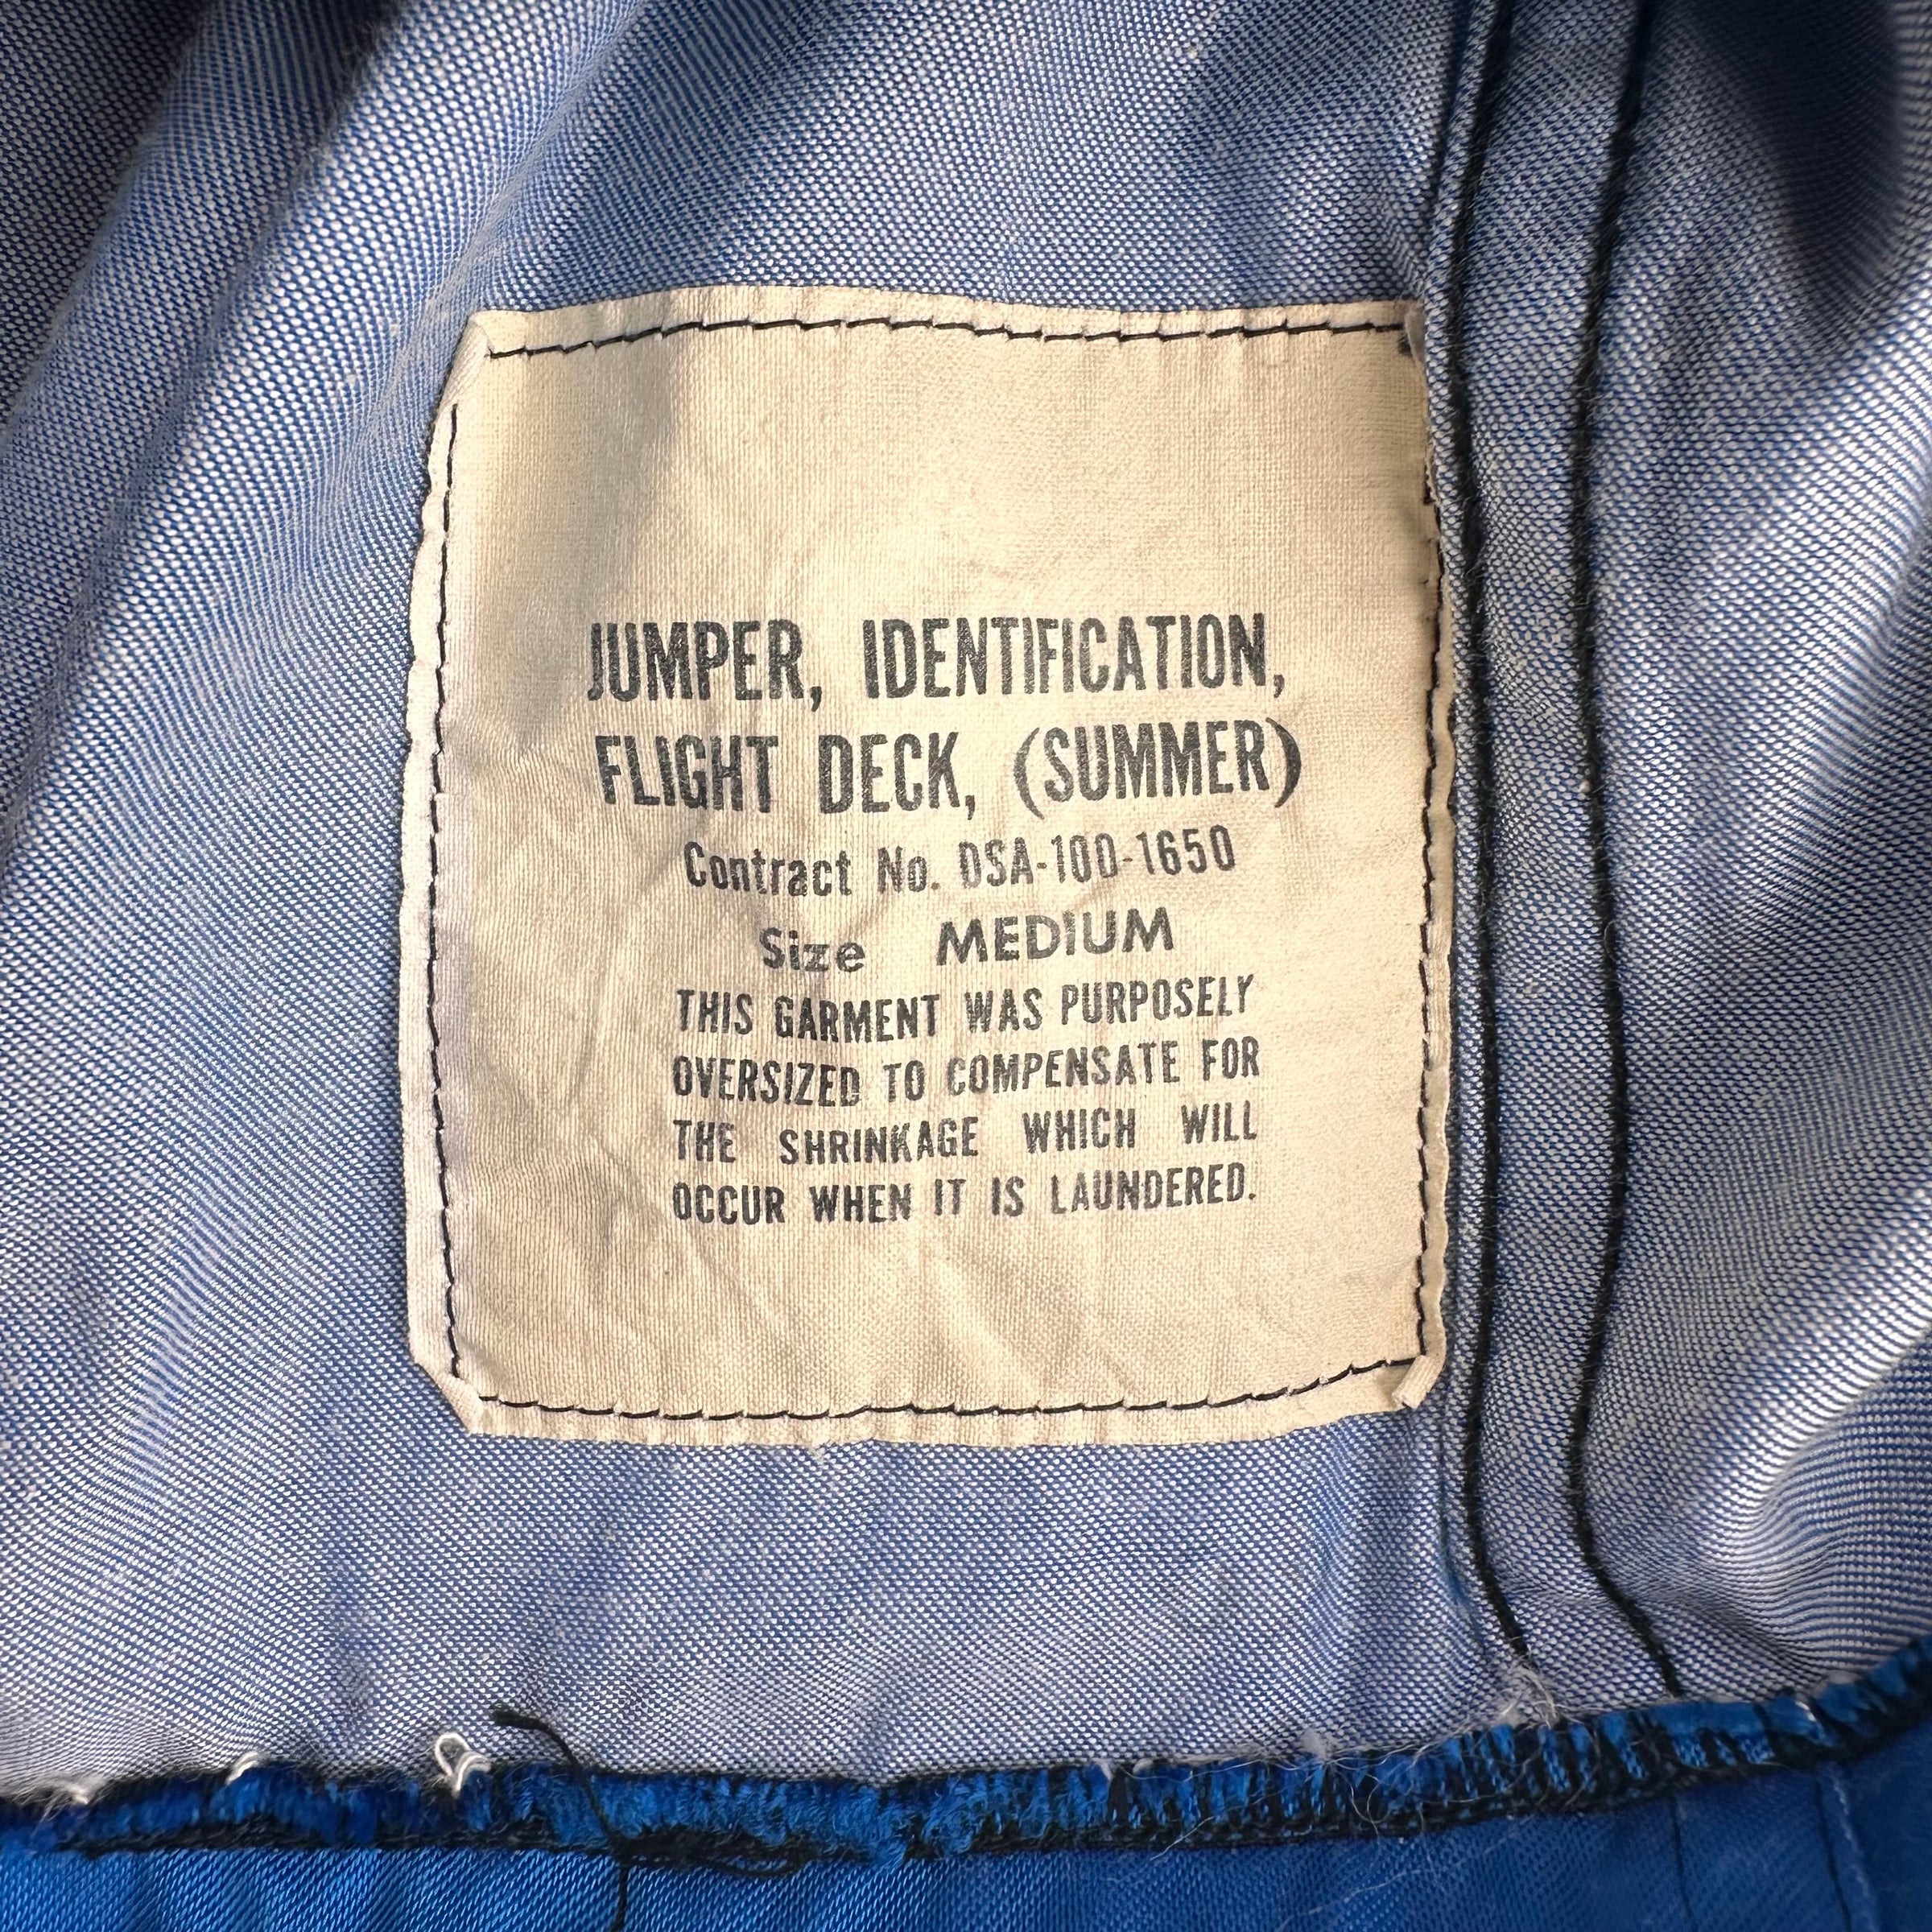 JUMPER, IDENTIFICATION,
FLIGHT DECK, (SUMMER)
Contract No. DSA-100-1650
Size MEDIUM
THIS GARMENT WAS PURPOSELY
OVERSIZED TO COMPENSATE FOR
THE SHRINKAGE WHICH WILL
OCCUR WHEN IT IS LAUNDERED.